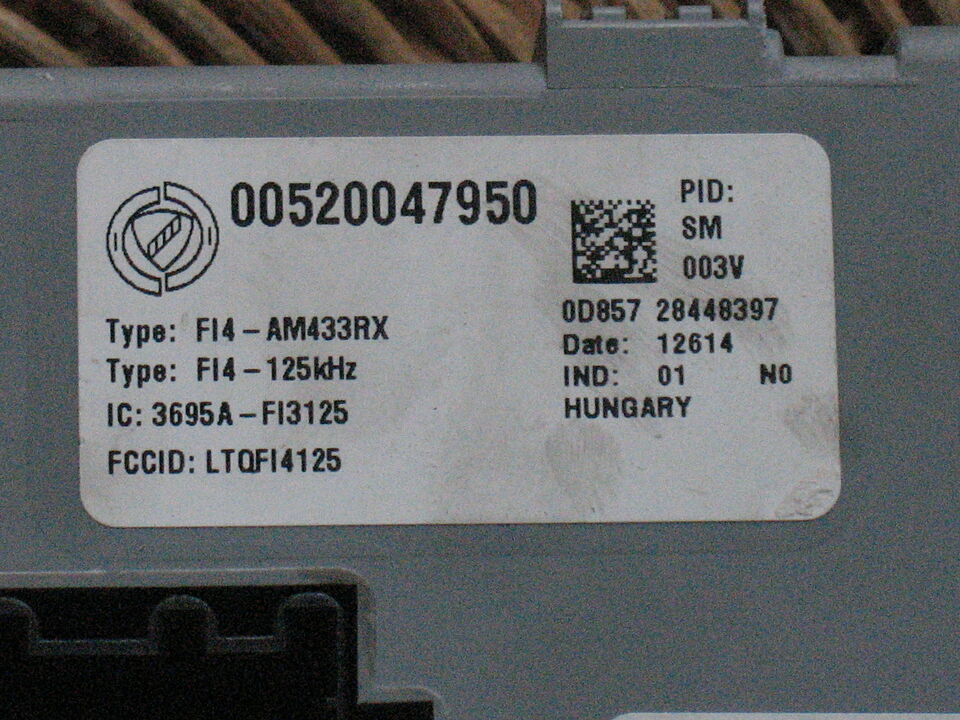 00520047950
Type: FI4-AM433RX
Type: FI4-125kHz
IC: 3695A-FI3125
FCCID: LTQFI4125
PID:
SM
003V
0D857 28448397
Date: 12614
IND: 01 N0
HUNGARY